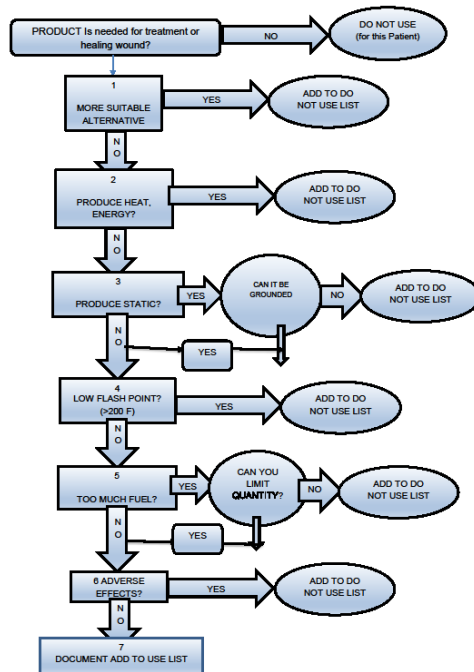 PRODUCT Is needed for treatment or
healing wound?
NO
DO NOT USE
(for this Patient)
1
MORE SUITABLE
ALTERNATIVE
YES
ADD TO DO
NOT USE LIST
N
O
2
PRODUCE HEAT,
ENERGY?
YES
ADD TO DO
NOT USE LIST
N
O
3
PRODUCE STATIC?
YES
CAN IT BE
GROUNDED
NO
ADD TO DO
NOT USE LIST
N
O
YES
4
LOW FLASH POINT?
(>200 F)
YES
ADD TO DO
NOT USE LIST
N
O
5
TOO MUCH FUEL?
YES
CAN YOU
LIMIT
QUANTITY?
NO
ADD TO DO
NOT USE LIST
N
O
YES
6 ADVERSE
EFFECTS?
YES
ADD TO DO
NOT USE LIST
N
O
7
DOCUMENT ADD TO USE LIST